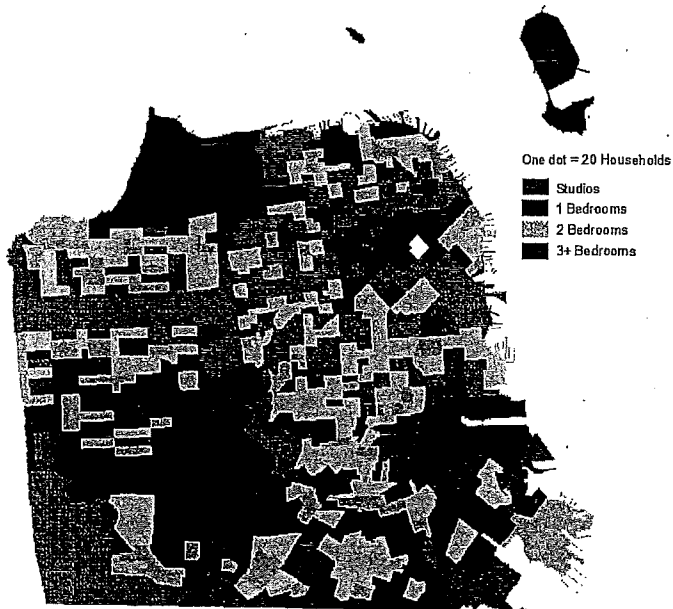 One dot = 20 Households
Studios
1 Bedrooms
2 Bedrooms
3+ Bedrooms